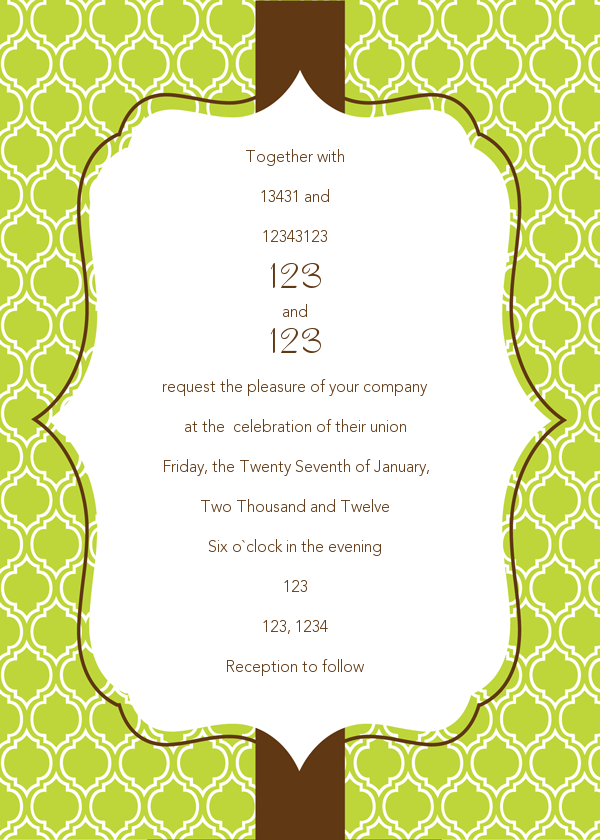 Together with
13431 and
12343123
123
and
123
request the pleasure of your company
at the  celebration of their union
Friday, the Twenty Seventh of January,
Two Thousand and Twelve
Six o`clock in the evening
123
123, 1234
Reception to follow